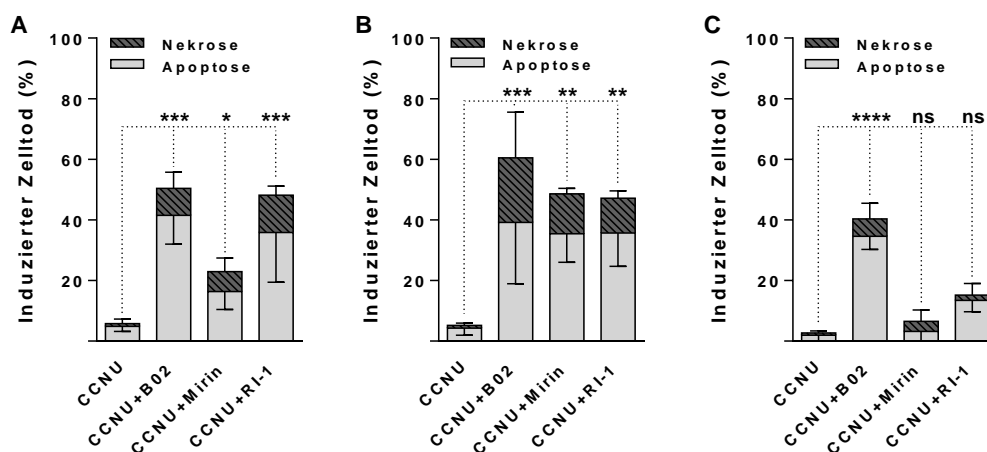 A
Induzierter Zelltod (%)
100
80
60
40
20
Nekrose
Apoptose
***
*
***
CCNU
CCNU+B02
CCNU+Mirin
CCNU+RI-1
B
Induzierter Zelltod (%)
100
80
60
40
20
Nekrose
Apoptose
***
**
**
CCNU
CCNU+B02
CCNU+Mirin
CCNU+RI-1
C
Induzierter Zelltod (%)
100
80
60
40
20
Nekrose
Apoptose
****
ns
ns
CCNU
CCNU+B02
CCNU+Mirin
CCNU+RI-1